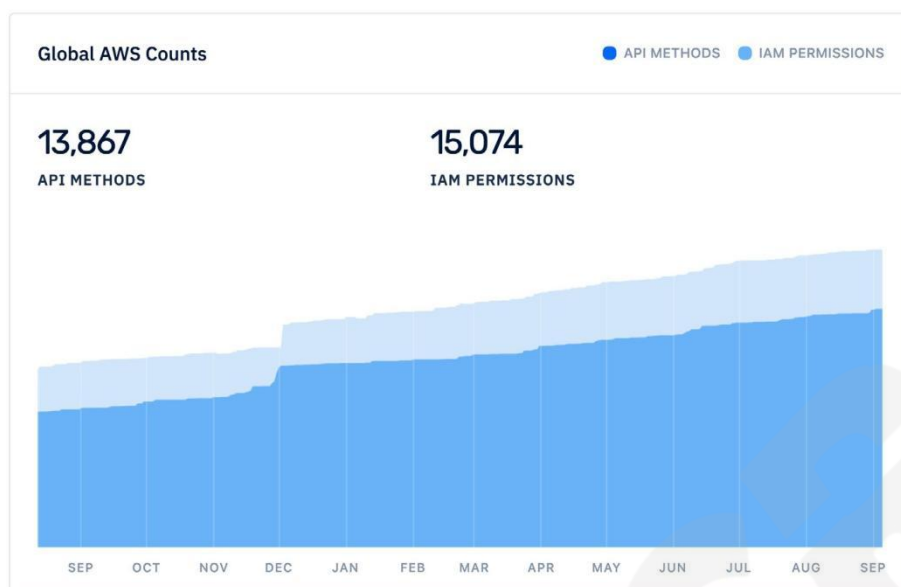 Global AWS Counts
API METHODS IAM PERMISSIONS
13,867 15,074
API METHODS IAM PERMISSIONS
SEP OCT NOV DEC JAN FEB MAR APR MAY JUN JUL AUG SEP